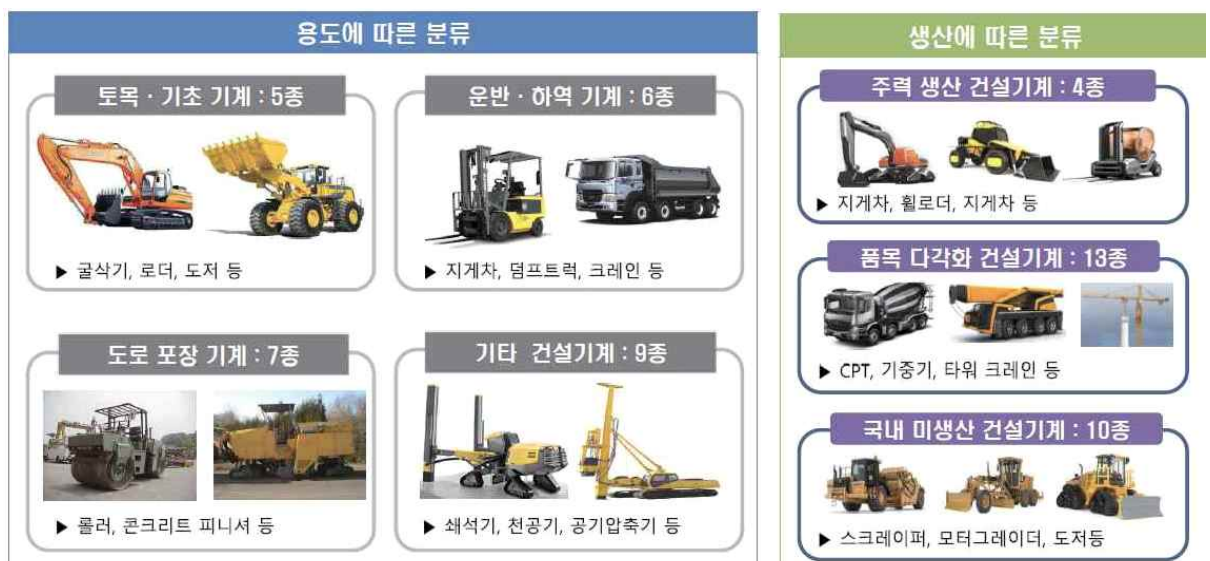 용도에 따른 분류
토목 · 기초 기계 : 5종
▶ 굴삭기, 로더, 도저 등
운반 · 하역 기계 : 6종
▶ 지게차, 덤프트럭, 크레인 등
도로 포장 기계 : 7종
▶ 롤러, 콘크리트 피니셔 등
기타 건설기계 : 9종
▶ 쇄석기, 천공기, 공기압축기 등
생산에 따른 분류
주력 생산 건설기계 : 4종
▶ 지게차, 휠로더, 지게차 등
품목 다각화 건설기계 : 13종
▶ CPT, 기중기, 타워 크레인 등
국내 미생산 건설기계 : 10종
▶ 스크레이퍼, 모터그레이더, 도저등